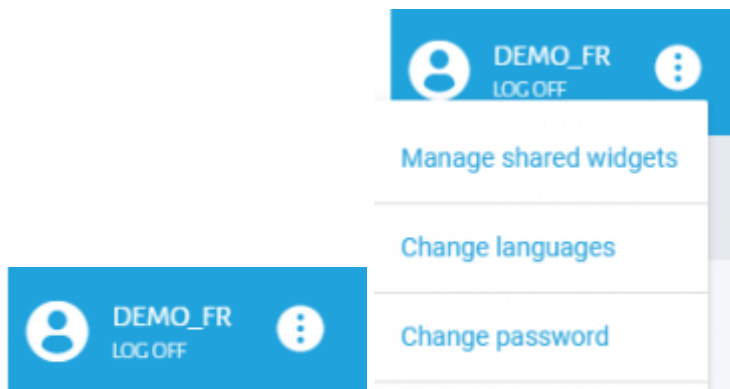 DEMO_FR
LOG OFF
DEMO_FR
LOG OFF
Manage shared widgets
Change languages
Change password